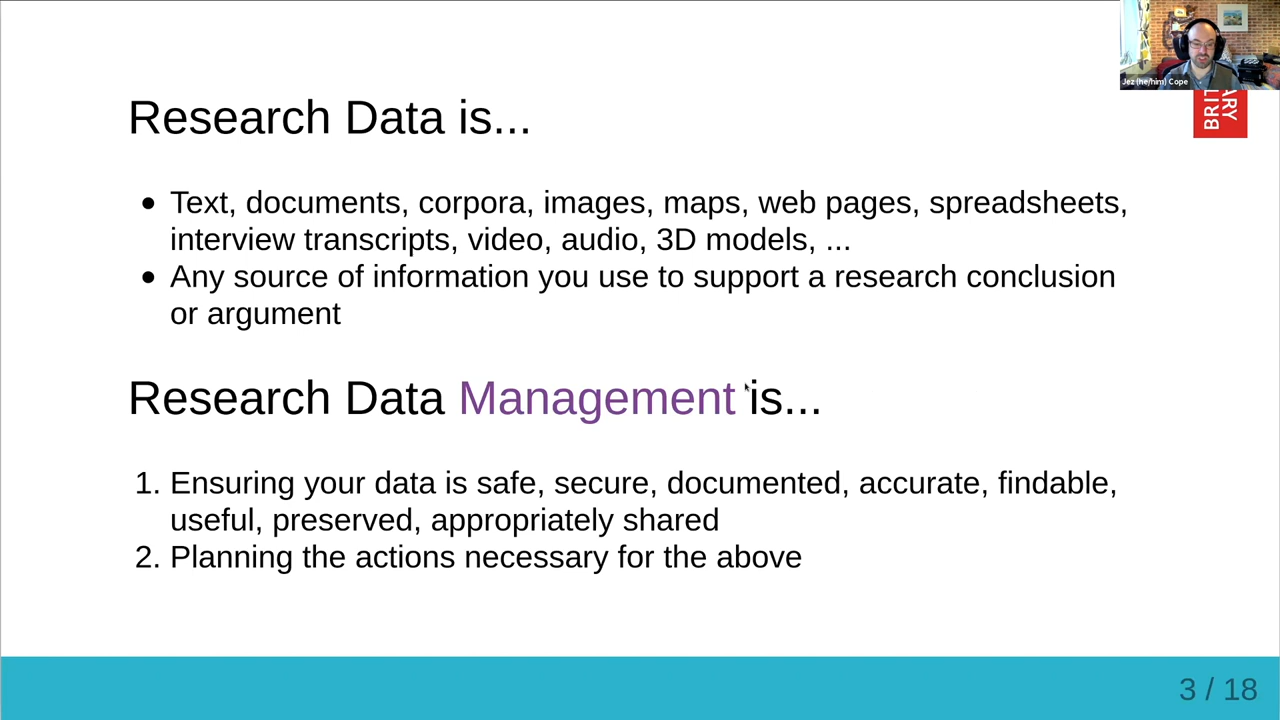 Jez (he/him) Cope
BRI
ARY
Research Data is...
• Text, documents, corpora, images, maps, web pages, spreadsheets,
interview transcripts, video, audio, 3D models, ...
• Any source of information you use to support a research conclusion
or argument
Research Data Management is...
1. Ensuring your data is safe, secure, documented, accurate, findable,
useful, preserved, appropriately shared
2. Planning the actions necessary for the above
3 / 18